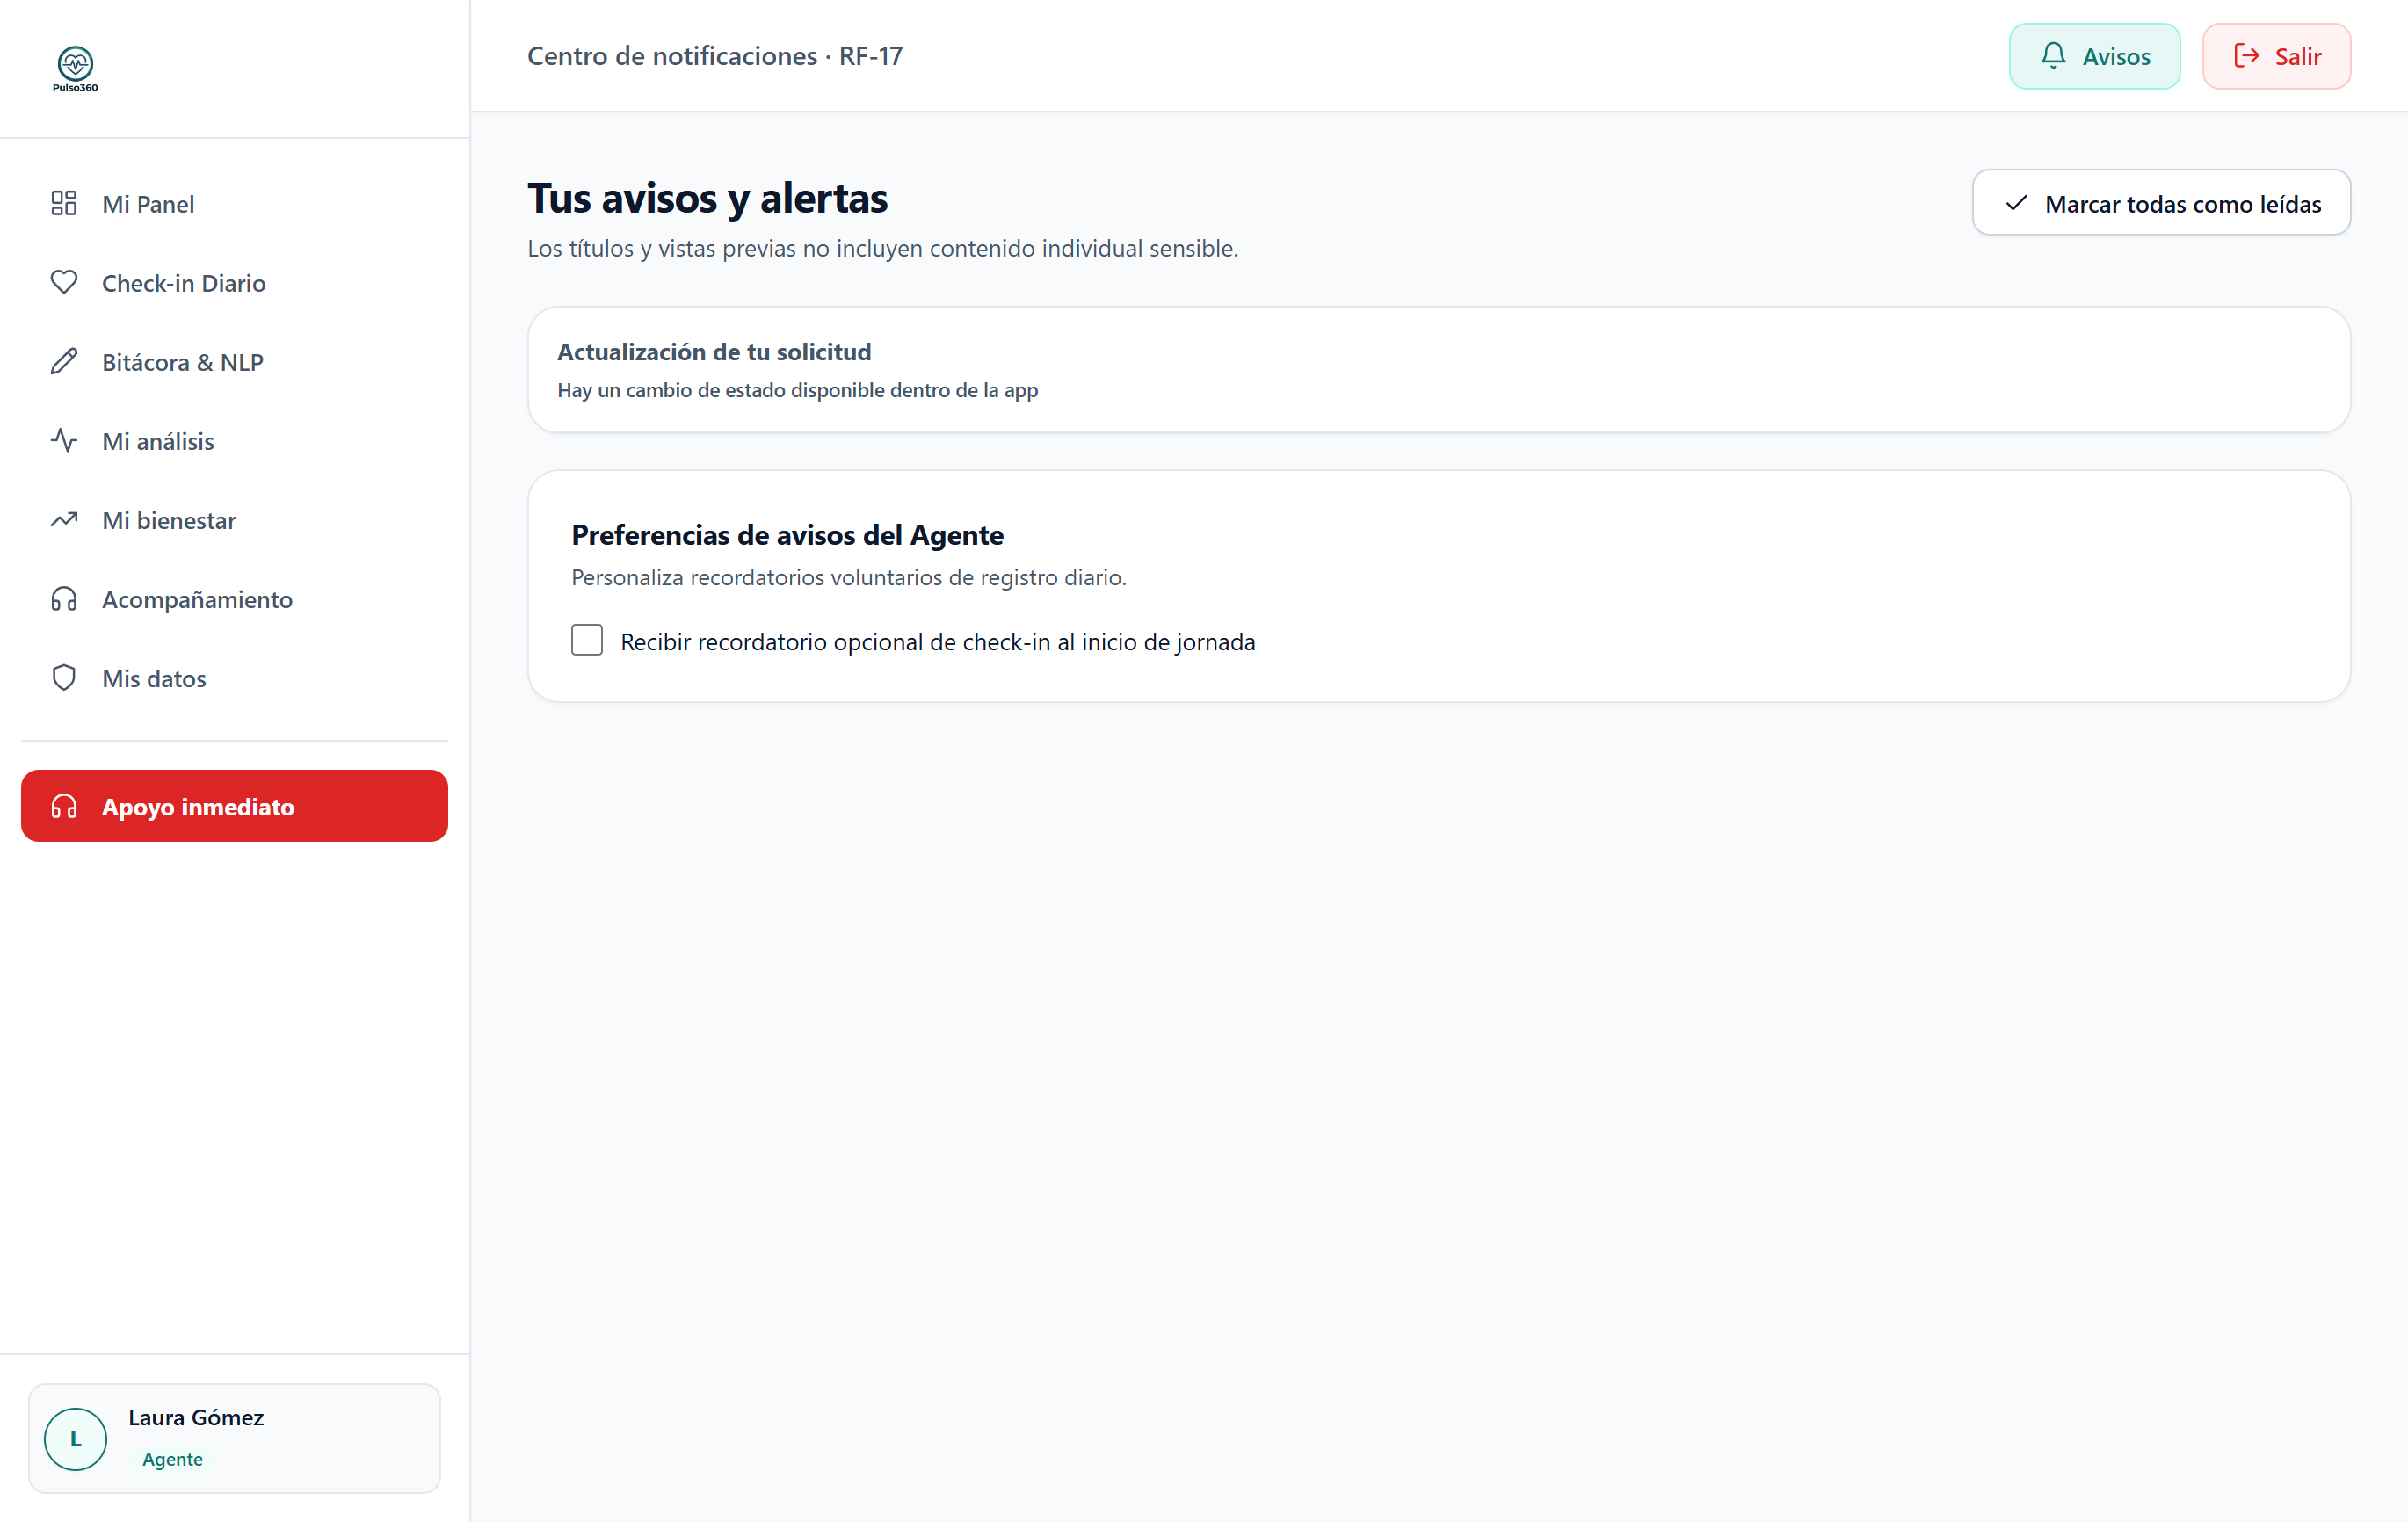 Pulso360
Mi Panel
Check-in Diario
Bitácora & NLP
Mi análisis
Mi bienestar
Acompañamiento
Mis datos
Apoyo inmediato
L
Laura Gómez
Agente
Centro de notificaciones · RF-17
Avisos
Salir
Tus avisos y alertas
Los títulos y vistas previas no incluyen contenido individual sensible.
Marcar todas como leídas
Actualización de tu solicitud
Hay un cambio de estado disponible dentro de la app
Preferencias de avisos del Agente
Personaliza recordatorios voluntarios de registro diario.
Recibir recordatorio opcional de check-in al inicio de jornada